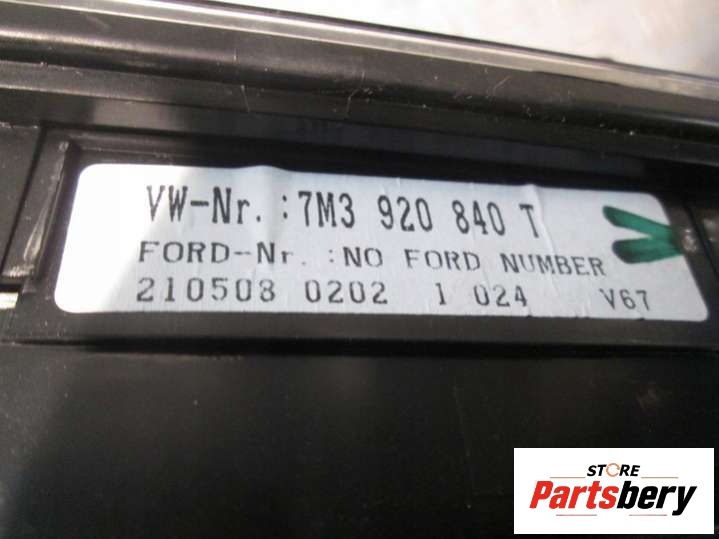 VW-Nr.:7M3 920 840 T
FORD-Nr.:NO FORD NUMBER
210508 0202 1 024 V67
STORE
Partsbery